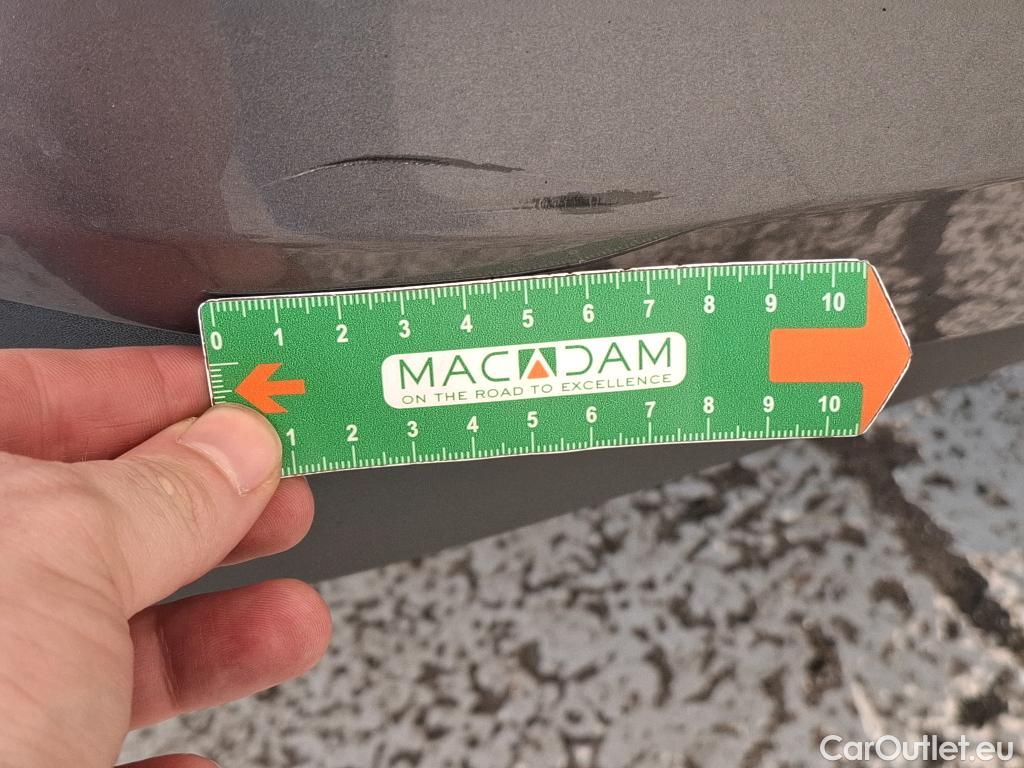 0 1 2 3 4 5 6 7 8 9 10
MACADAM
ON THE ROAD TO EXCELLENCE
1 2 3 4 5 6 7 8 9 10
CarOutlet.eu